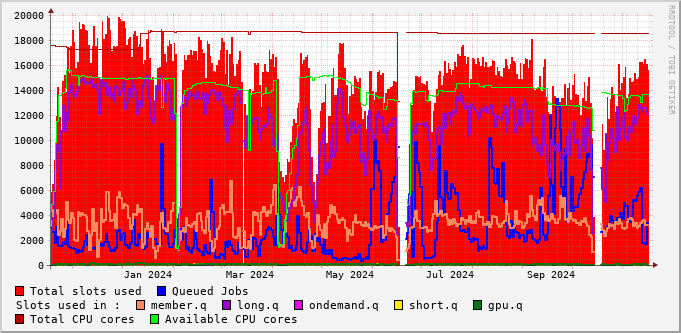 20000
18000
16000
14000
12000
10000
8000
6000
4000
2000
0
Jan 2024 Mar 2024 May 2024 Jul 2024 Sep 2024
RRDTOOL / TOBI OETIKER
Total slots used Queued Jobs
Slots used in : member.q long.q ondemand.q short.q gpu.q
Total CPU cores Available CPU cores